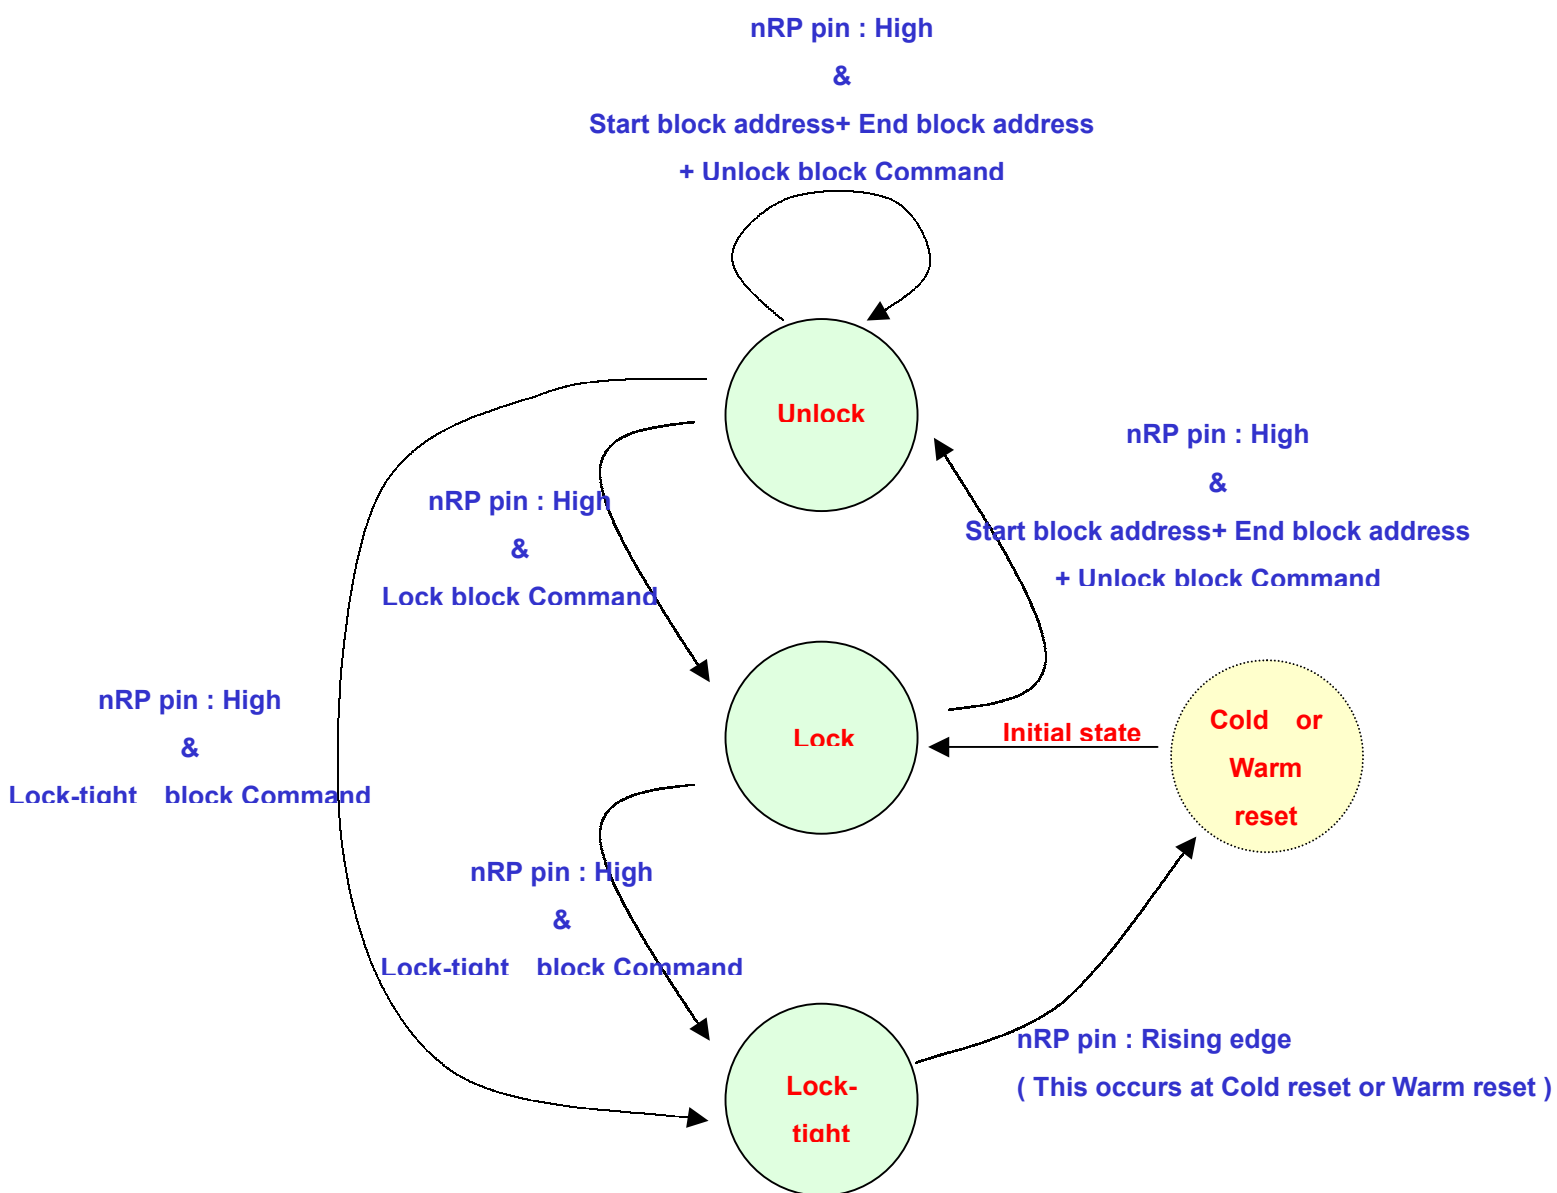 nRP pin : High
&
Start block address+ End block address
+ Unlock block Command
Unlock
nRP pin : High
&
Start block address+ End block address
+ Unlock block Command
nRP pin : High
&
Lock block Command
nRP pin : High
&
Lock-tight block Command
Lock
Initial state
Cold or
Warm
reset
nRP pin : High
&
Lock-tight block Command
Lock-
tight
nRP pin : Rising edge
( This occurs at Cold reset or Warm reset )